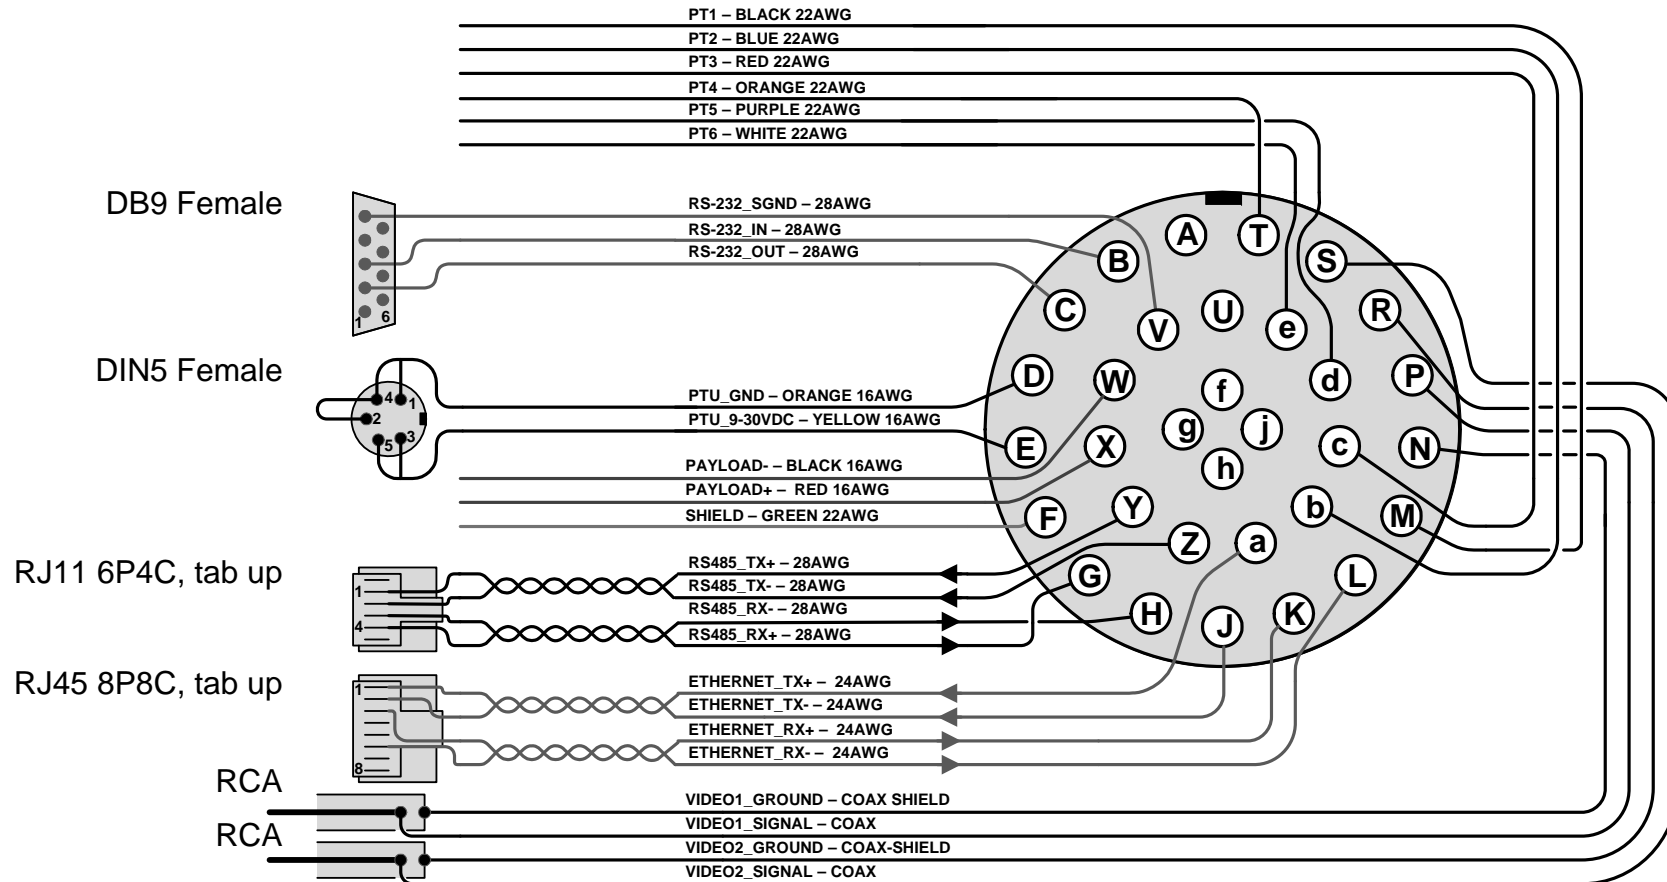 PT1 – BLACK 22AWG
PT2 – BLUE 22AWG
PT3 – RED 22AWG
PT4 – ORANGE 22AWG
PT5 – PURPLE 22AWG
PT6 – WHITE 22AWG
DB9 Female
1 6
RS-232_SGND – 28AWG
RS-232_IN – 28AWG
RS-232_OUT – 28AWG
DIN5 Female
4 1
2
5 3
PTU_GND – ORANGE 16AWG
PTU_9-30VDC – YELLOW 16AWG
PAYLOAD- – BLACK 16AWG
PAYLOAD+ – RED 16AWG
SHIELD – GREEN 22AWG
RJ11 6P4C, tab up
1
4
RS485_TX+ – 28AWG
RS485_TX- – 28AWG
RS485_RX- – 28AWG
RS485_RX+ – 28AWG
RJ45 8P8C, tab up
1
8
ETHERNET_TX+ – 24AWG
ETHERNET_TX- – 24AWG
ETHERNET_RX+ – 24AWG
ETHERNET_RX- – 24AWG
RCA
RCA
VIDEO1_GROUND – COAX SHIELD
VIDEO1_SIGNAL – COAX
VIDEO2_GROUND – COAX-SHIELD
VIDEO2_SIGNAL – COAX
A T
B S
C V U e R
D W f d P
g j
E X h c N
F Y b M
Z a
G L
H J K